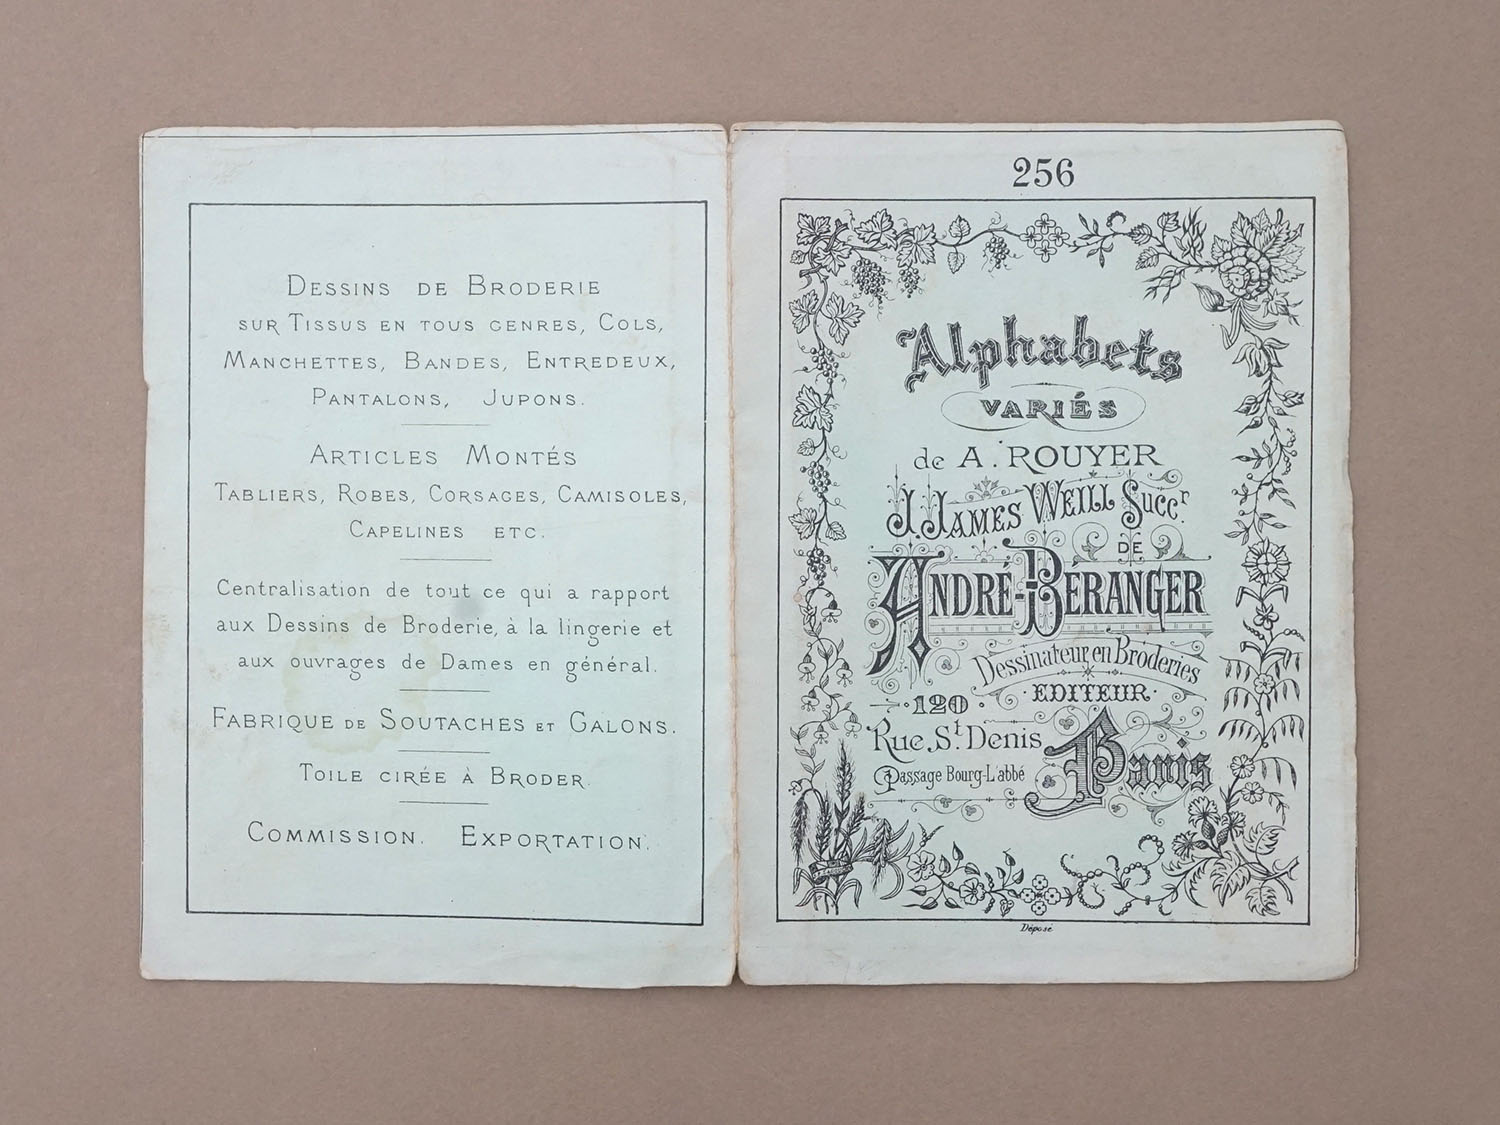 Dessins de Broderie
sur Tissus en tous genres, Cols,
Manchettes, Bandes, Entredeux,
Pantalons, Jupons.
Articles Montés
Tabliers, Robes, Corsages, Camisoles,
Capelines etc.
Centralisation de tout ce qui a rapport
aux Dessins de Broderie, à la lingerie et
aux ouvrages de Dames en général.
Fabrique de Soutaches et Galons.
Toile cirée à Broder.
Commission. Exportation.
256
Alphabets
VARIÉS
de A. ROUYER
J. James Weill Succr.
DE
André-Béranger
Dessinateur en Broderies
EDITEUR
120
Rue St. Denis
Passage Bourg-L'abbé
Paris
Déposé